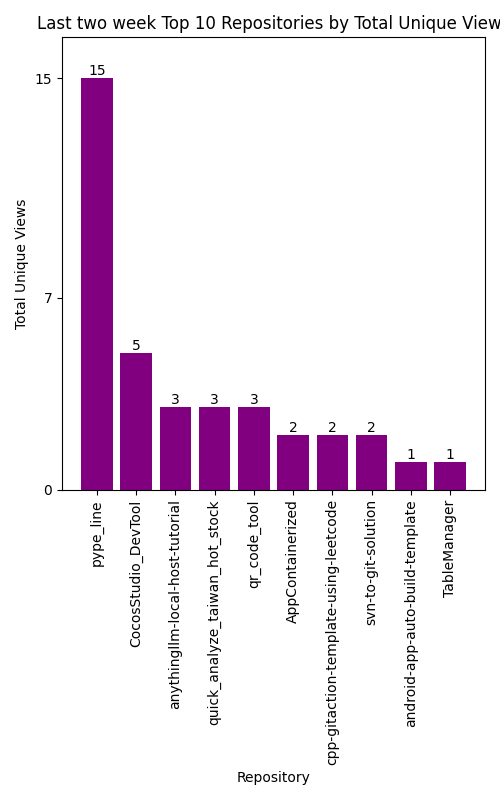 Last two week Top 10 Repositories by Total Unique View
15
7
0
Total Unique Views
15
5
3
3
3
2
2
2
1
1
pype_line
CocosStudio_DevTool
anythingllm-local-host-tutorial
quick_analyze_taiwan_hot_stock
qr_code_tool
AppContainerized
cpp-gitaction-template-using-leetcode
svn-to-git-solution
android-app-auto-build-template
TableManager
Repository